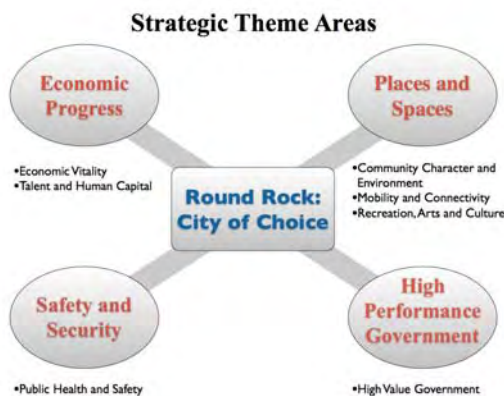 Strategic Theme Areas
Economic
Progress
•Economic Vitality
•Talent and Human Capital
Places and
Spaces
•Community Character and
Environment
•Mobility and Connectivity
•Recreation, Arts and Culture
Round Rock:
City of Choice
Safety and
Security
•Public Health and Safety
High
Performance
Government
•High Value Government